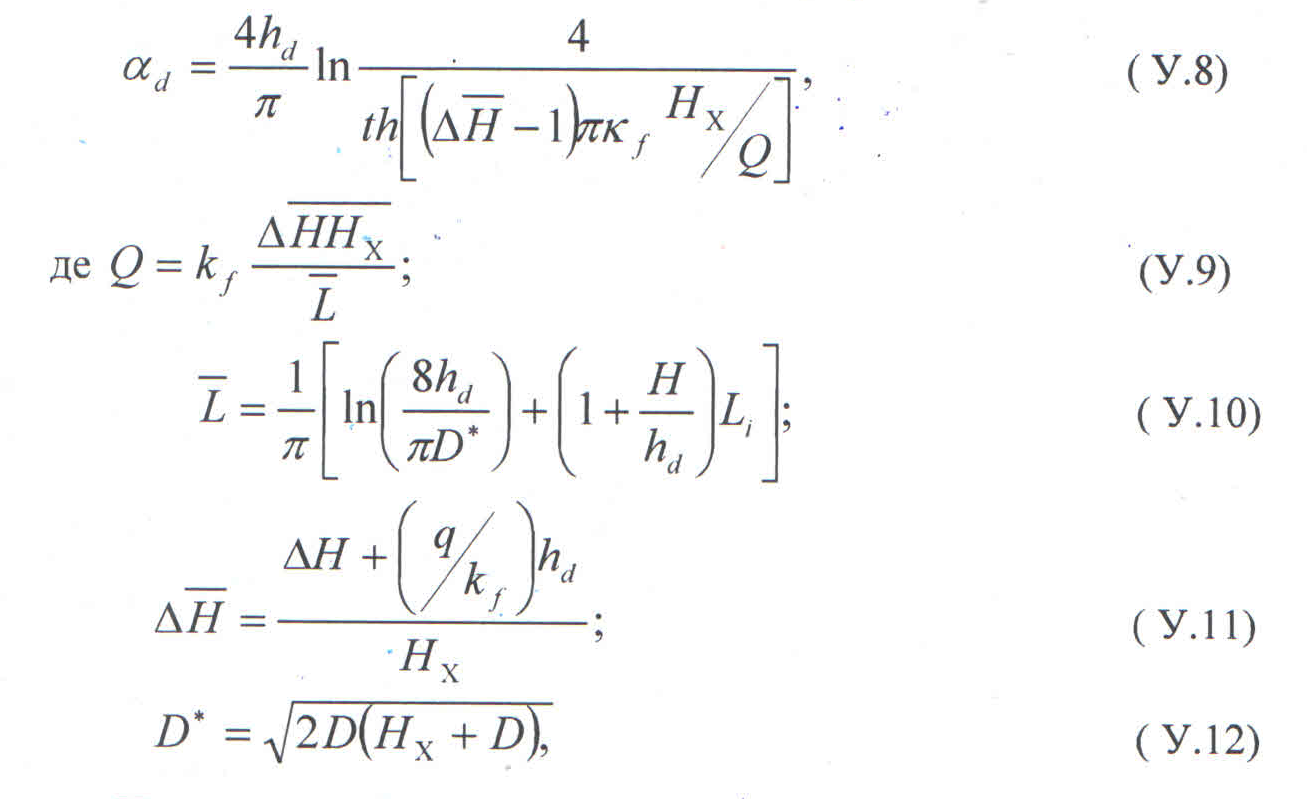 α_d = 4h_d/π ln 4/th[(ΔH̅ − 1)πκ_f H_X/Q], ( У.8)
де Q = k_f ΔH̅H̅_X̅/L̅; (У.9)
L̅ = 1/π [ln(8h_d/πD*) + (1 + H/h_d)L_i]; ( У.10)
ΔH̅ = ΔH + (q/k_f)h_d/H_X; ( У.11)
D* = √2D(H_X + D), ( У.12)